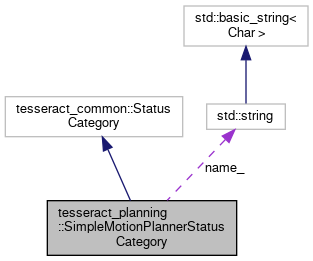 std::basic_string<
Char >
tesseract_common::Status
Category
std::string
name_
tesseract_planning
::SimpleMotionPlannerStatus
Category